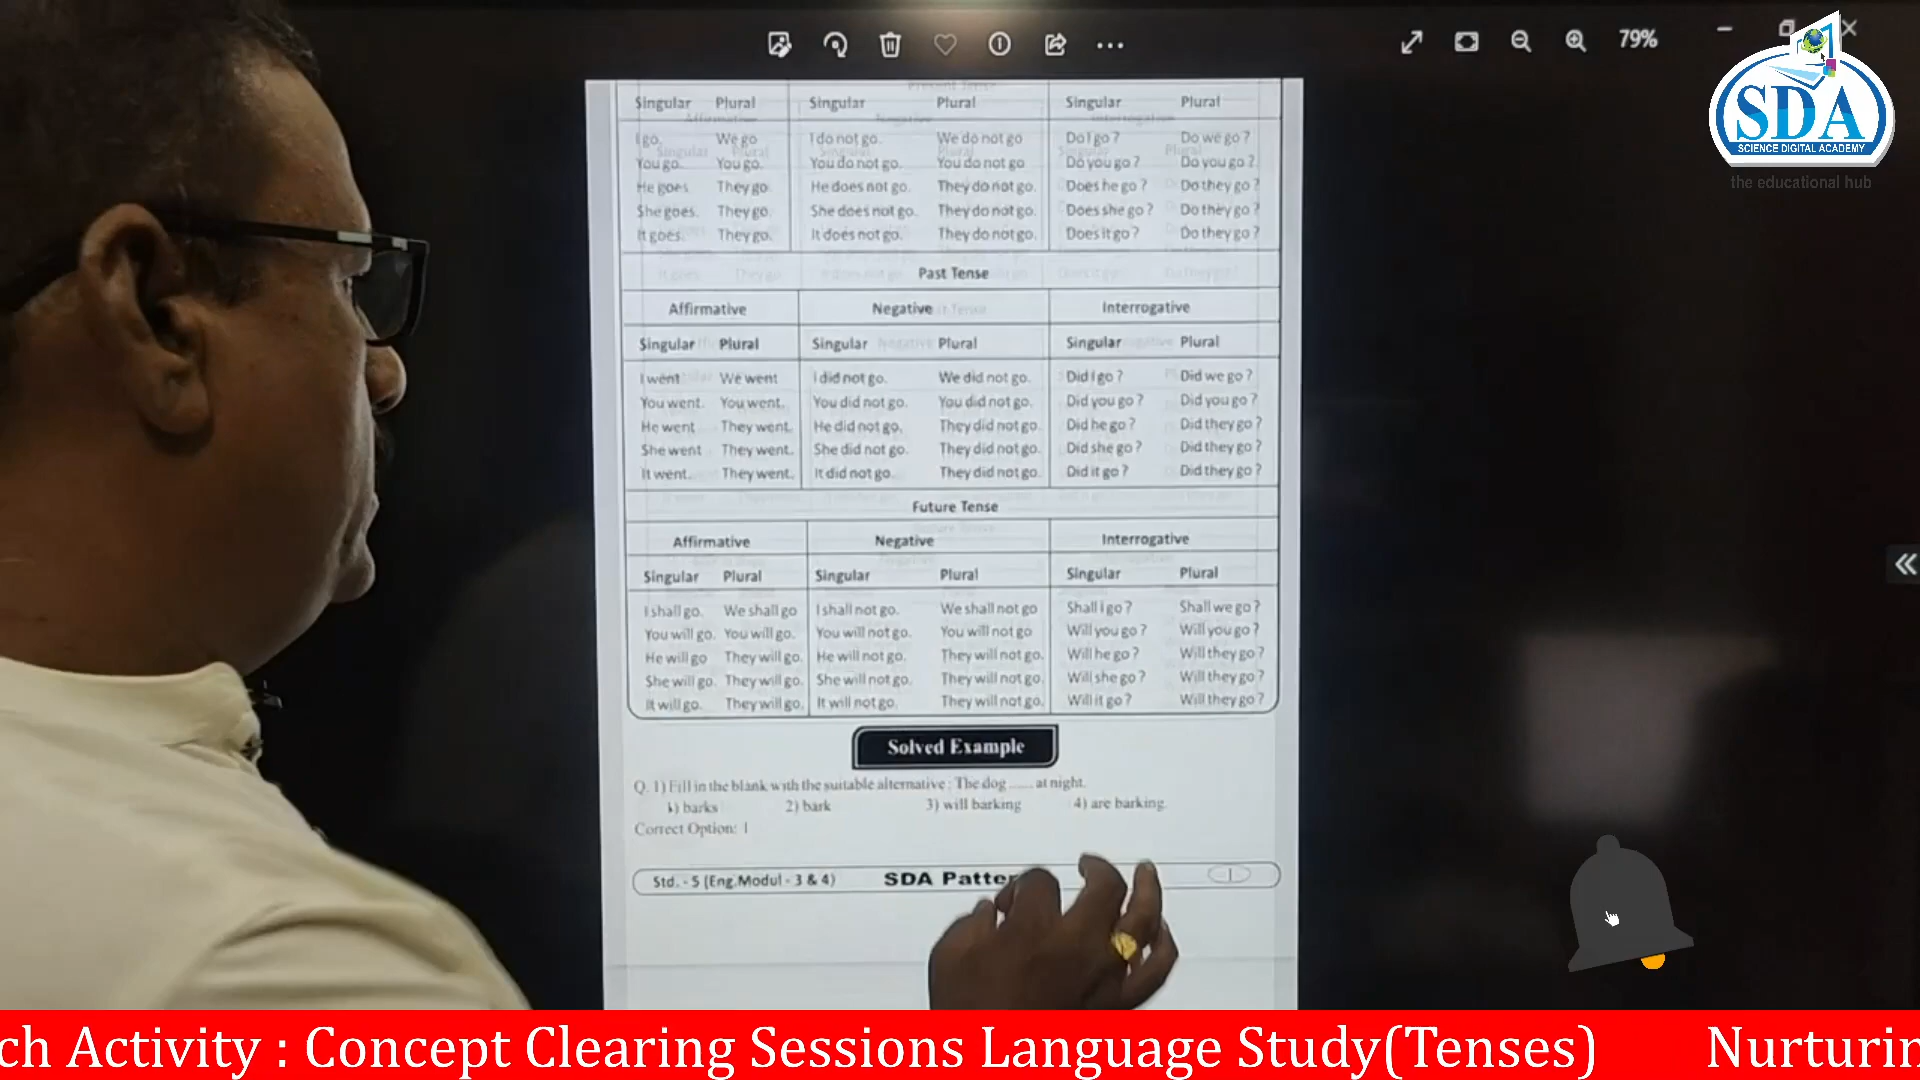 79%
SDA
SCIENCE DIGITAL ACADEMY
the educational hub
Singular Plural Singular Plural Singular Plural
I go. We go I do not go. We do not go Do I go ? Do we go ?
You go. You go. You do not go. You do not go Do you go ? Do you go ?
He goes They go. He does not go. They do not go. Does he go ? Do they go ?
She goes. They go. She does not go. They do not go. Does she go ? Do they go ?
It goes. They go. It does not go. They do not go. Does it go ? Do they go ?
Past Tense
Affirmative Negative Interrogative
Singular Plural Singular Plural Singular Plural
I went We went I did not go. We did not go. Did I go ? Did we go ?
You went. You went. You did not go. You did not go. Did you go ? Did you go ?
He went They went. He did not go. They did not go. Did he go ? Did they go ?
She went They went. She did not go. They did not go. Did she go ? Did they go ?
It went. They went. It did not go. They did not go. Did it go ? Did they go ?
Future Tense
Affirmative Negative Interrogative
Singular Plural Singular Plural Singular Plural
I shall go. We shall go I shall not go. We shall not go Shall I go ? Shall we go ?
You will go. You will go. You will not go. You will not go Will you go ? Will you go ?
He will go They will go. He will not go. They will not go. Will he go ? Will they go ?
She will go. They will go. She will not go. They will not go. Will she go ? Will they go ?
It will go. They will go. It will not go. They will not go. Will it go ? Will they go ?
Solved Example
Q. 1) Fill in the blank with the suitable alternative : The dog ...... at night.
1) barks 2) bark 3) will barking 4) are barking.
Correct Option: 1
Std. - 5 (Eng.Modul - 3 & 4) SDA Patter 1
ch Activity : Concept Clearing Sessions Language Study(Tenses) Nurturin